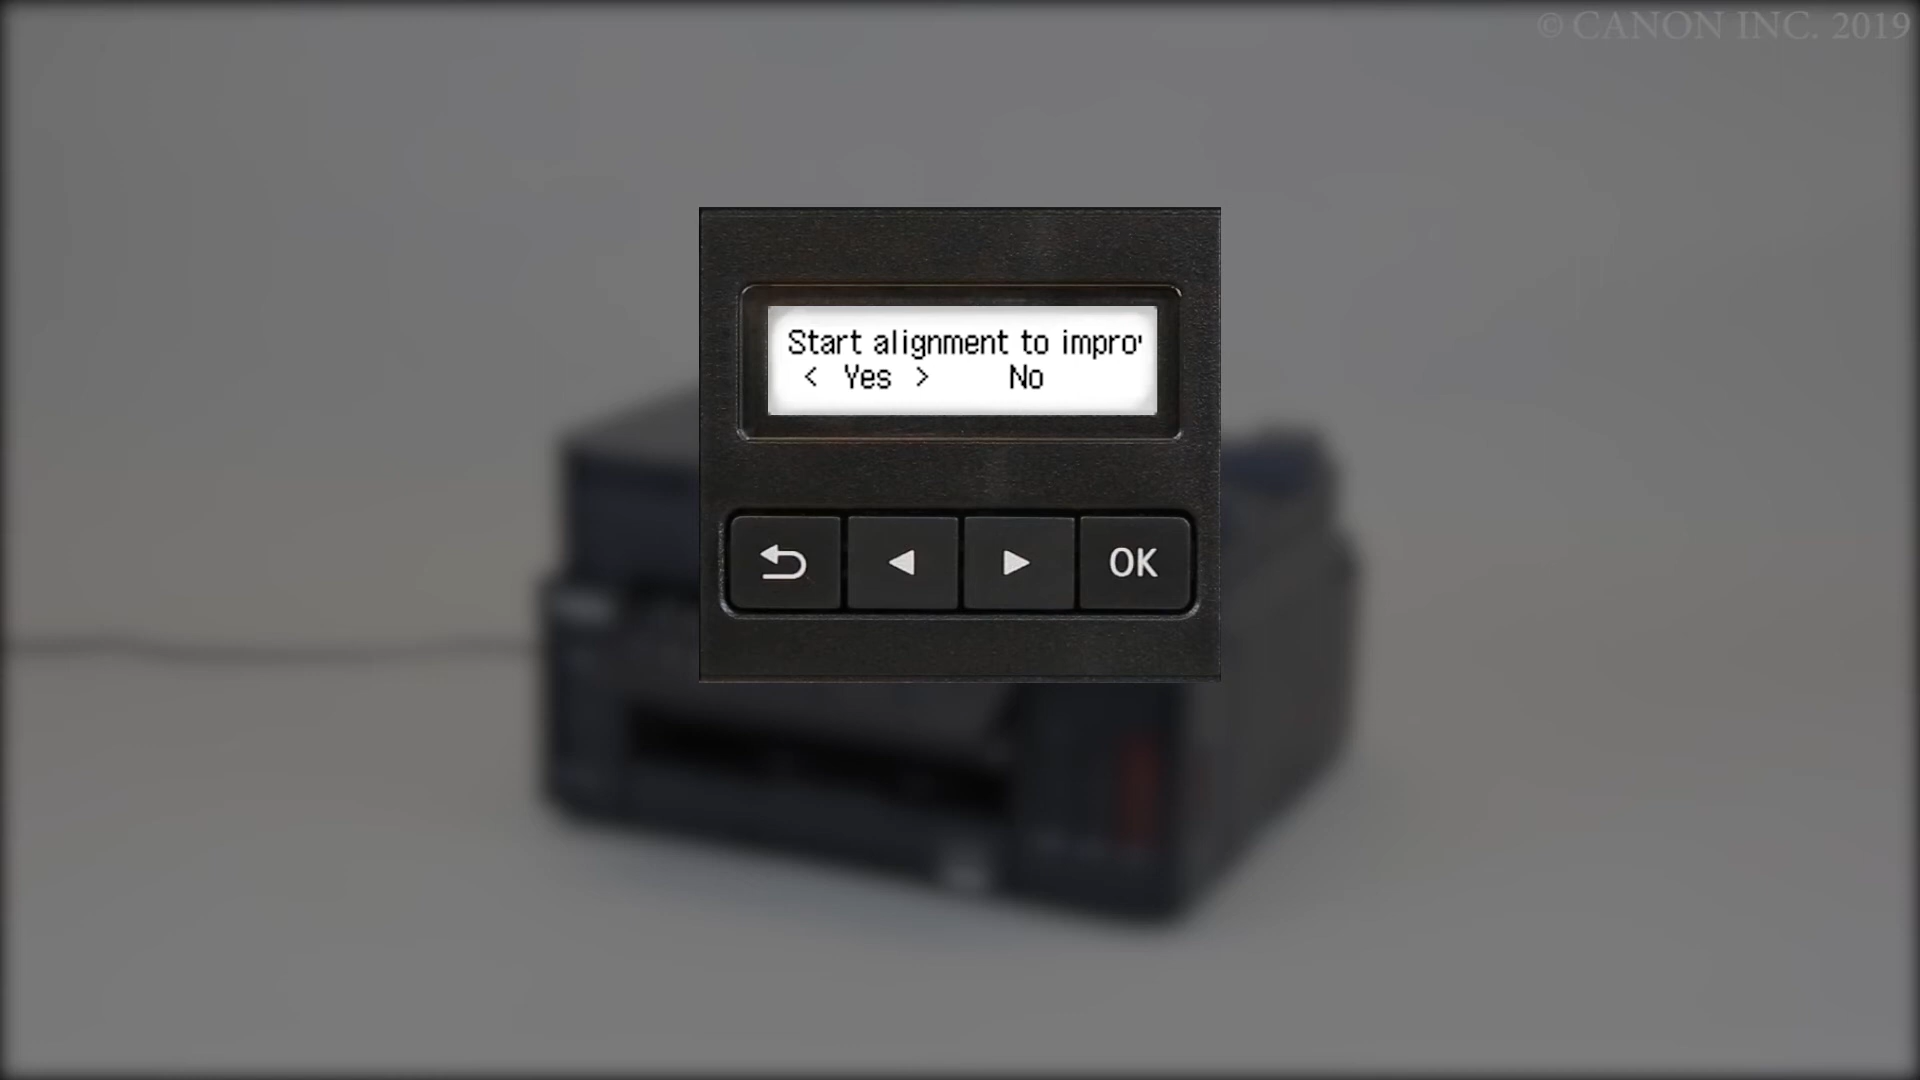 © CANON INC. 2019
Start alignment to impro
< Yes > No
OK